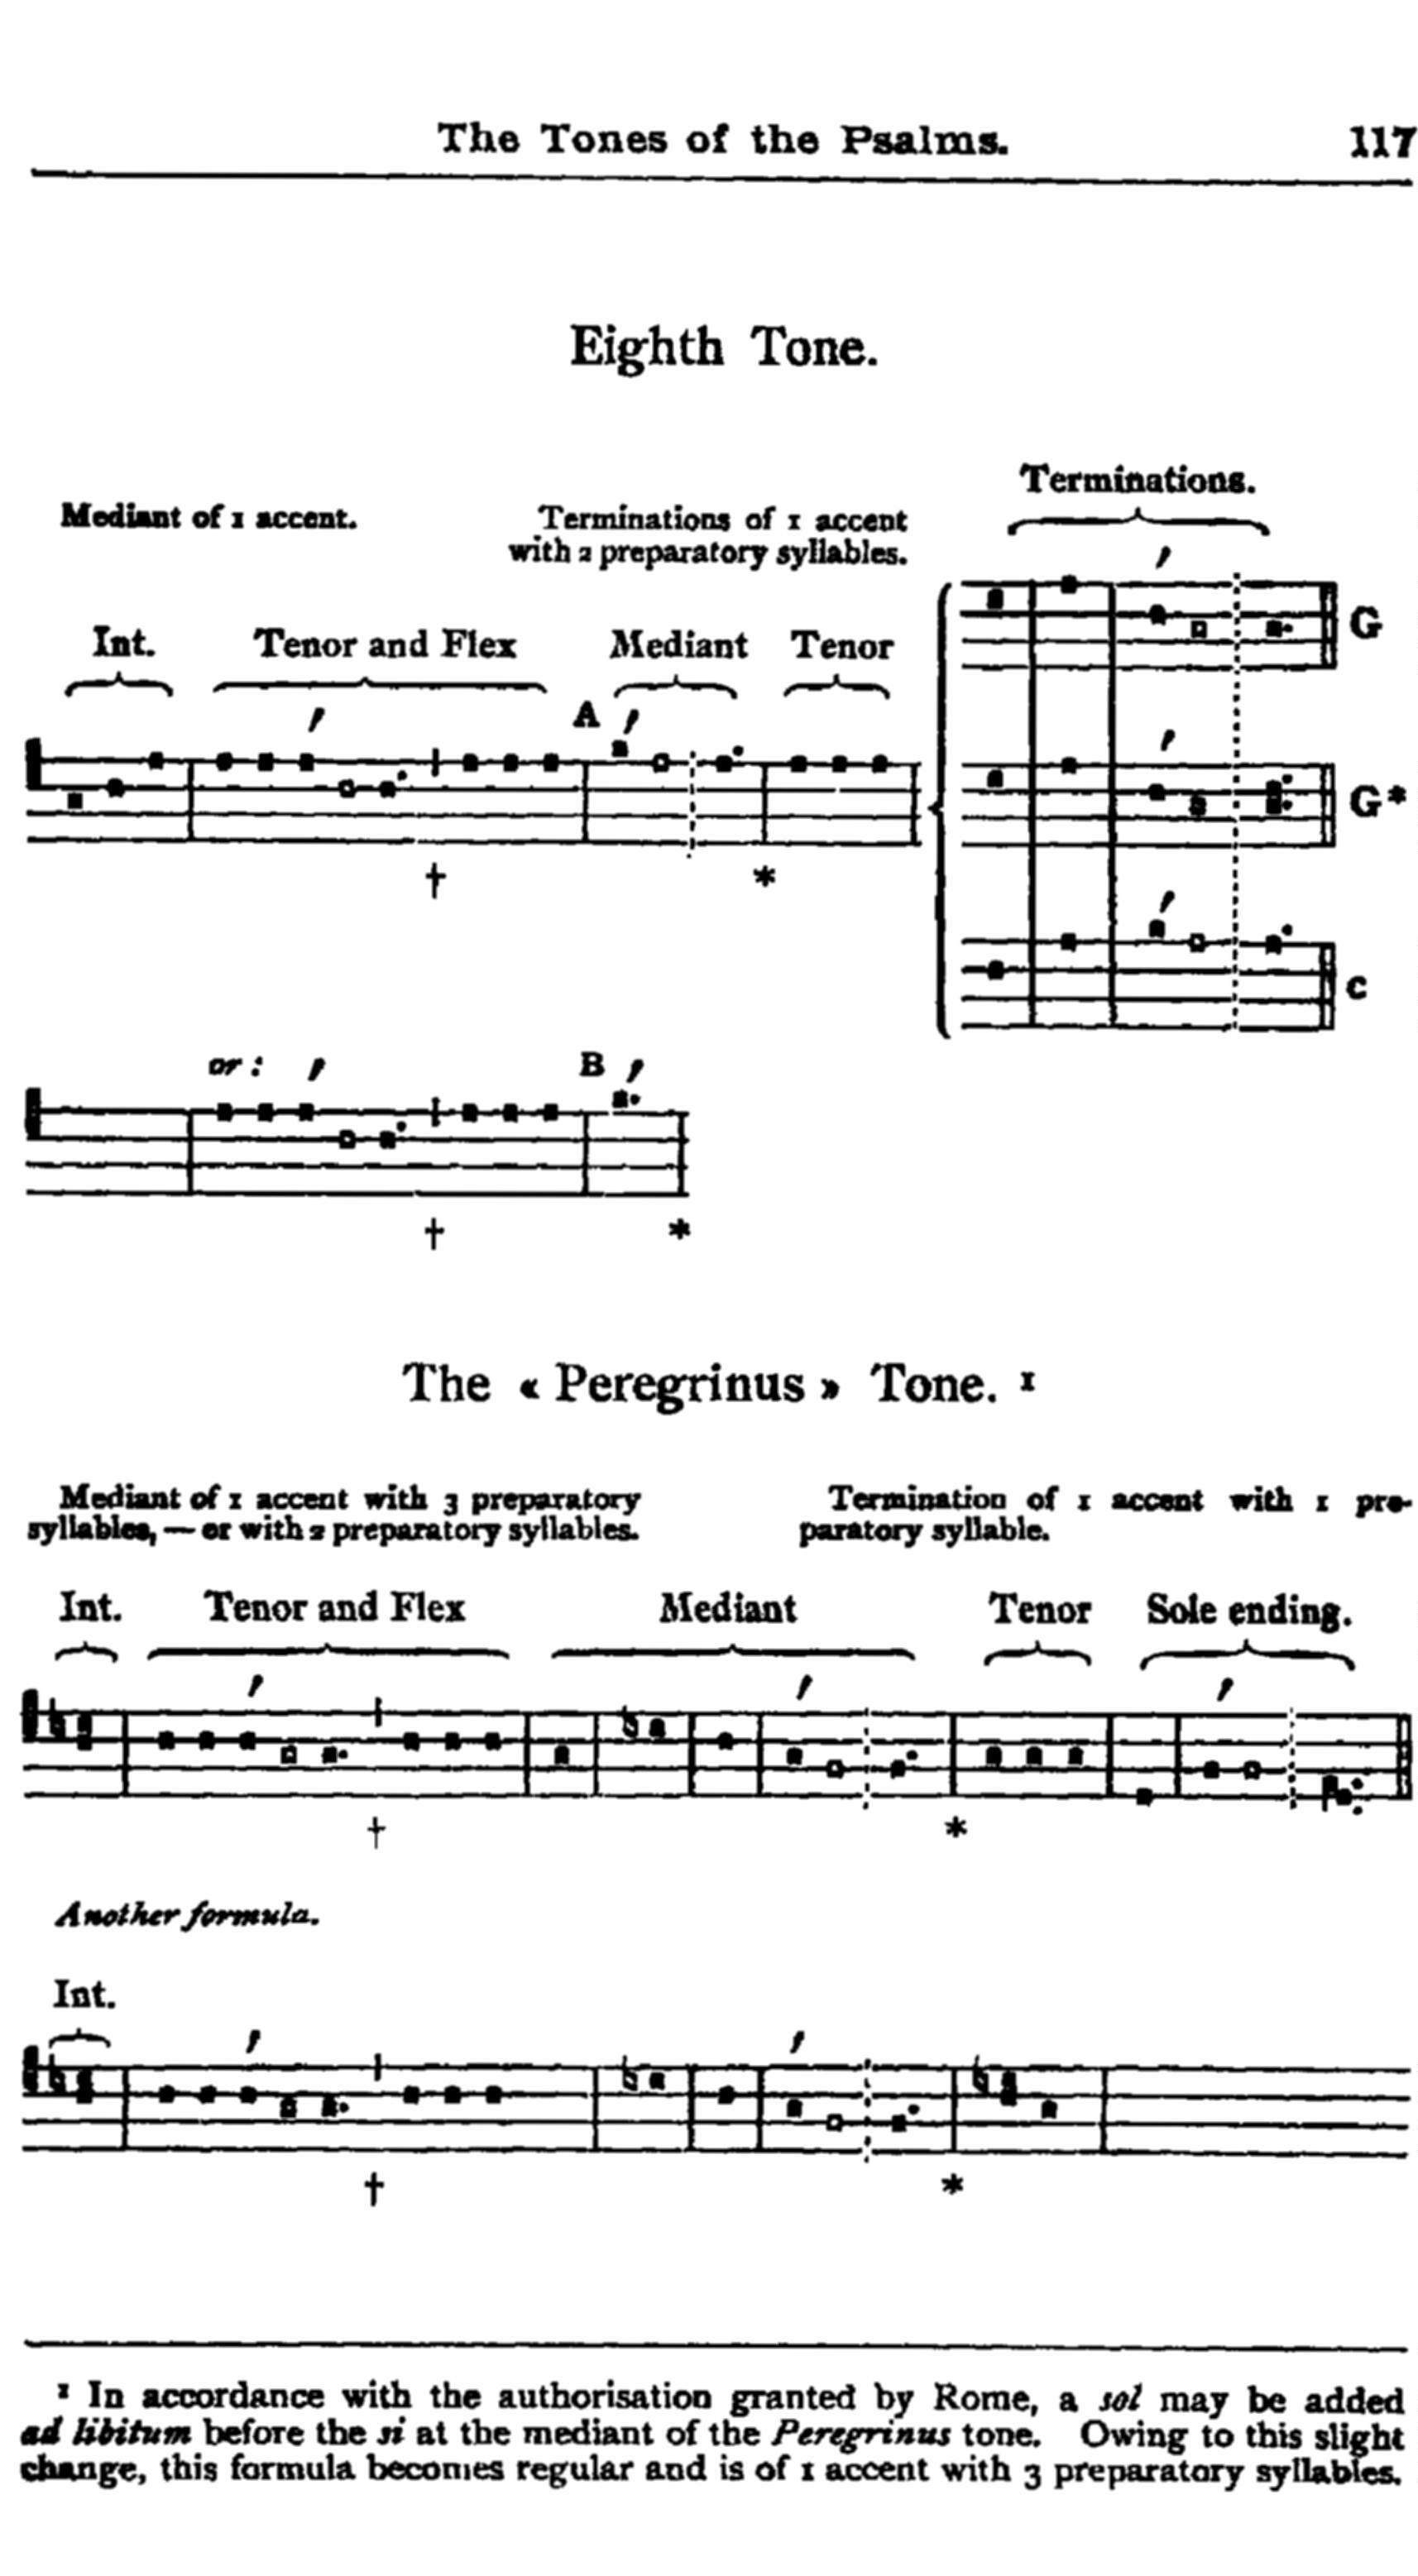 The Tones of the Psalms. 117
Eighth Tone.
Mediant of 1 accent.
Terminations of 1 accent
with 2 preparatory syllables.
Terminations.
Int. Tenor and Flex Mediant Tenor
A
G
G*
c
† *
or : B
† *
The « Peregrinus » Tone. 1
Mediant of 1 accent with 3 preparatory
syllables, — or with 2 preparatory syllables.
Termination of 1 accent with 1 pre-
paratory syllable.
Int. Tenor and Flex Mediant Tenor Sole ending.
† *
Another formula.
Int.
† *
1 In accordance with the authorisation granted by Rome, a sol may be added
ad libitum before the si at the mediant of the Peregrinus tone. Owing to this slight
change, this formula becomes regular and is of 1 accent with 3 preparatory syllables.